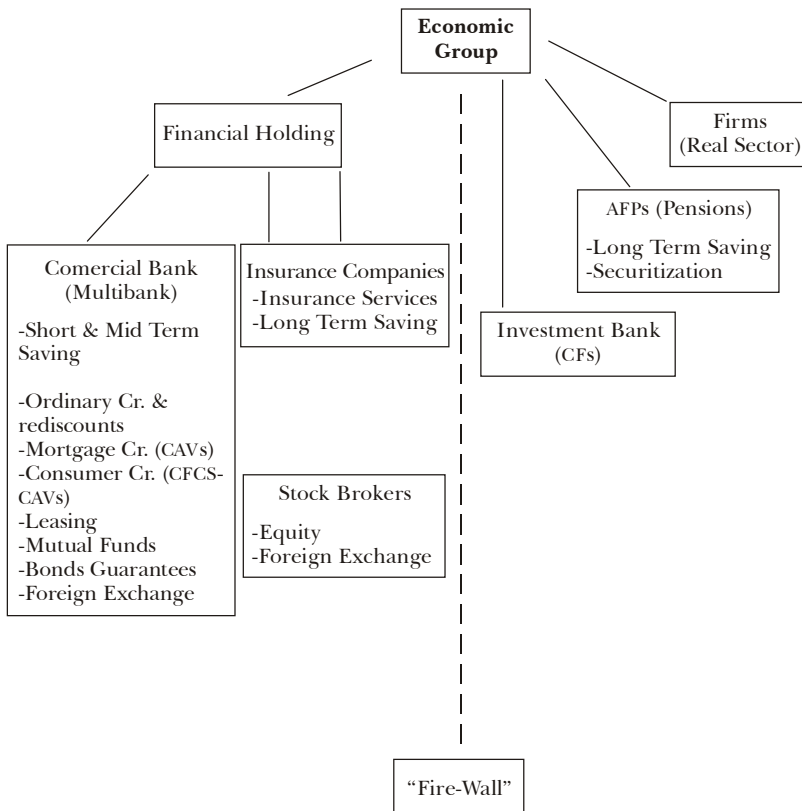 Economic
Group
Financial Holding
Firms
(Real Sector)
AFPs (Pensions)
-Long Term Saving
-Securitization
Comercial Bank
(Multibank)
-Short & Mid Term
Saving
-Ordinary Cr. &
rediscounts
-Mortgage Cr. (CAVs)
-Consumer Cr. (CFCS-
CAVs)
-Leasing
-Mutual Funds
-Bonds Guarantees
-Foreign Exchange
Insurance Companies
-Insurance Services
-Long Term Saving
Investment Bank
(CFs)
Stock Brokers
-Equity
-Foreign Exchange
“Fire-Wall”